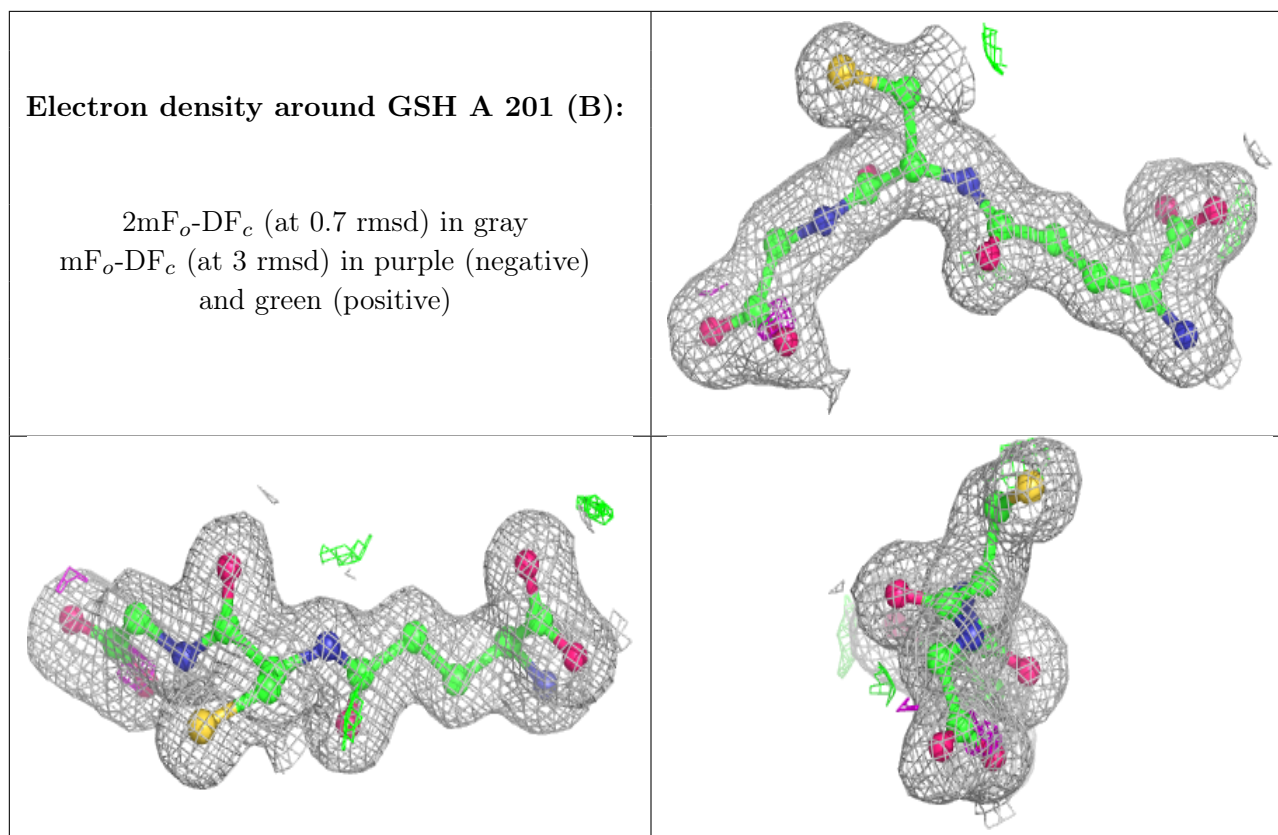 Electron density around GSH A 201 (B):
2mFₒ-DF𝒸 (at 0.7 rmsd) in gray
mFₒ-DF𝒸 (at 3 rmsd) in purple (negative)
and green (positive)